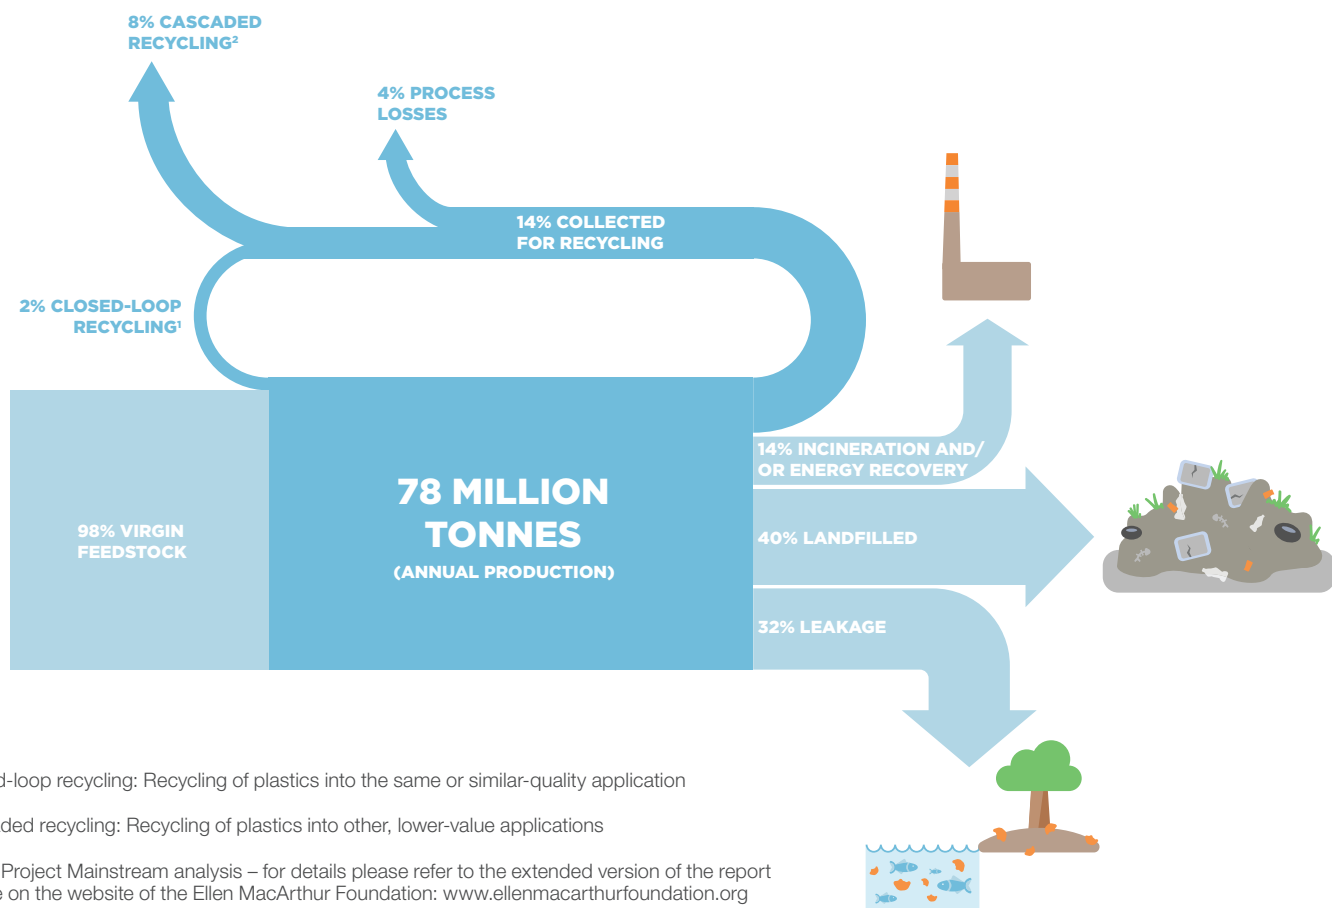 8% CASCADED
RECYCLING²
4% PROCESS
LOSSES
14% COLLECTED
FOR RECYCLING
2% CLOSED-LOOP
RECYCLING¹
98% VIRGIN
FEEDSTOCK
78 MILLION
TONNES
(ANNUAL PRODUCTION)
14% INCINERATION AND/
OR ENERGY RECOVERY
40% LANDFILLED
32% LEAKAGE
d-loop recycling: Recycling of plastics into the same or similar-quality application
ded recycling: Recycling of plastics into other, lower-value applications
Project Mainstream analysis – for details please refer to the extended version of the report
e on the website of the Ellen MacArthur Foundation: www.ellenmacarthurfoundation.org